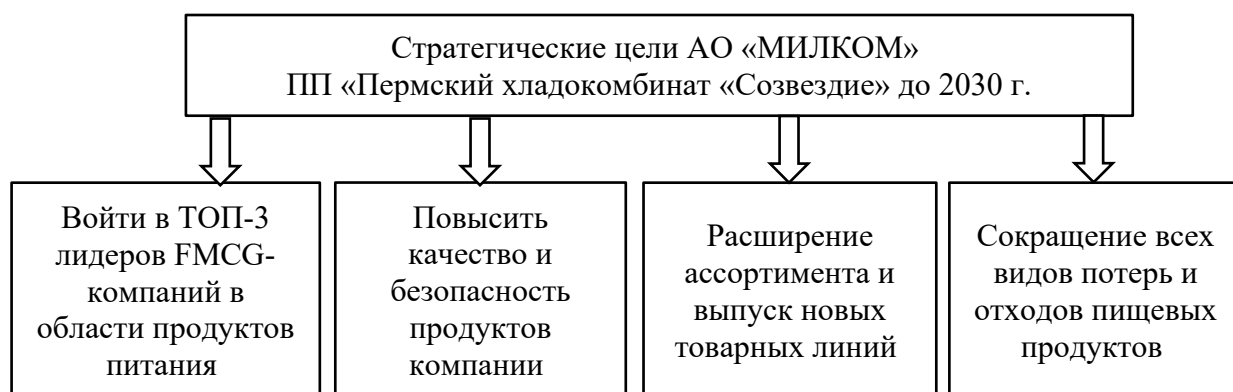 Стратегические цели АО «МИЛКОМ»
ПП «Пермский хладокомбинат «Созвездие» до 2030 г.
Войти в ТОП-3
лидеров FMCG-
компаний в
области продуктов
питания
Повысить
качество и
безопасность
продуктов
компании
Расширение
ассортимента и
выпуск новых
товарных линий
Сокращение всех
видов потерь и
отходов пищевых
продуктов